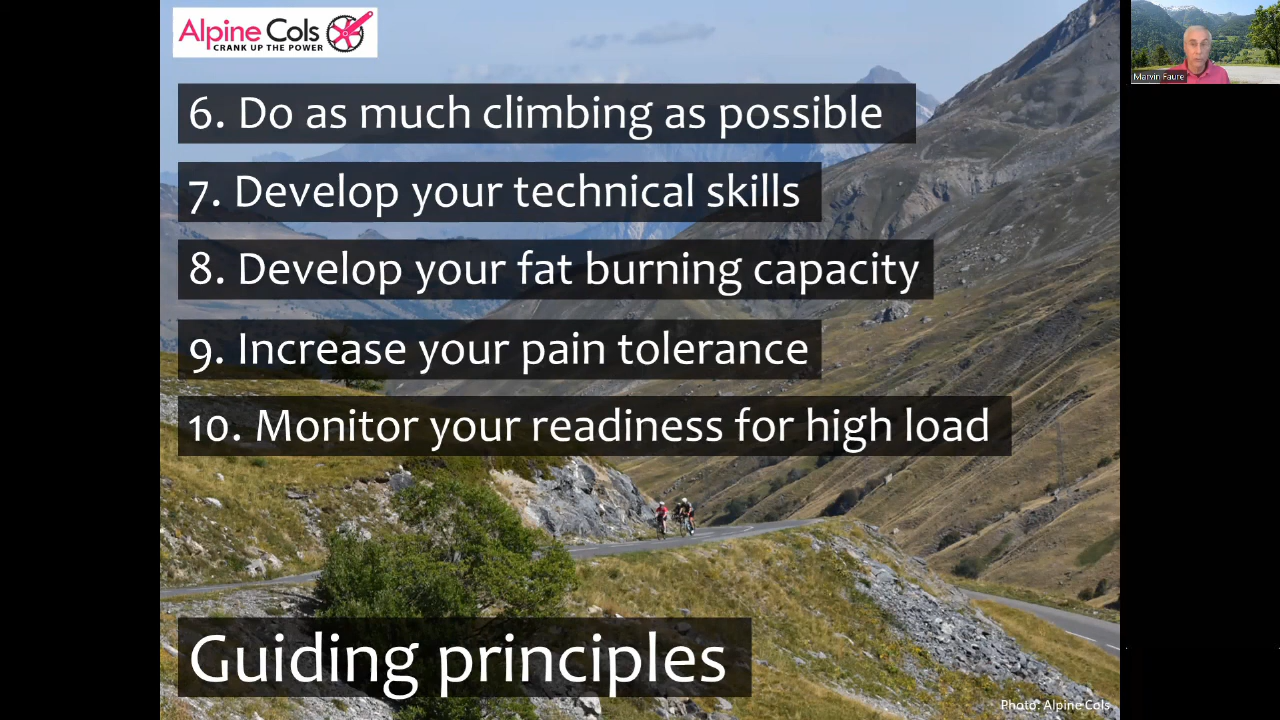 Alpine Cols
CRANK UP THE POWER
Marvin Faure
6. Do as much climbing as possible
7. Develop your technical skills
8. Develop your fat burning capacity
9. Increase your pain tolerance
10. Monitor your readiness for high load
Guiding principles
Photo: Alpine Cols